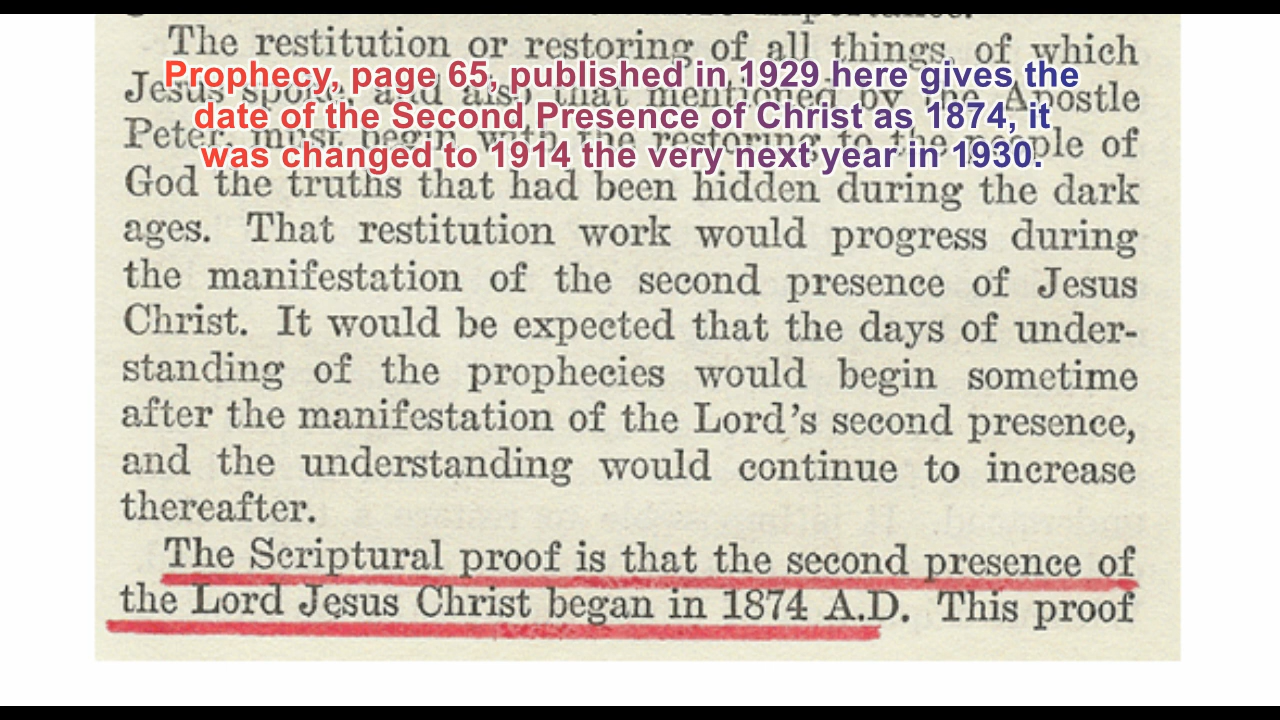 The restitution or restoring of all things, of which
Prophecy, page 65, published in 1929 here gives the
Jesus spoke, and also that mentioned by the Apostle
date of the Second Presence of Christ as 1874, it
Peter, must begin with the restoring to the people of
was changed to 1914 the very next year in 1930.
God the truths that had been hidden during the dark
ages. That restitution work would progress during
the manifestation of the second presence of Jesus
Christ. It would be expected that the days of under-
standing of the prophecies would begin sometime
after the manifestation of the Lord's second presence,
and the understanding would continue to increase
thereafter.
The Scriptural proof is that the second presence of
the Lord Jesus Christ began in 1874 A.D. This proof